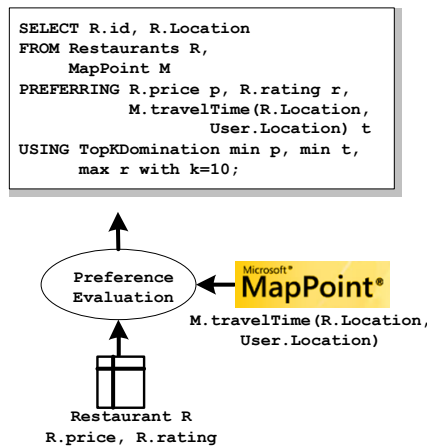 SELECT R.id, R.Location
FROM Restaurants R,
MapPoint M
PREFERRING R.price p, R.rating r,
M.travelTime(R.Location,
User.Location) t
USING TopKDomination min p, min t,
max r with k=10;
Preference
Evaluation
Microsoft®
MapPoint®
M.travelTime(R.Location,
User.Location)
Restaurant R
R.price, R.rating